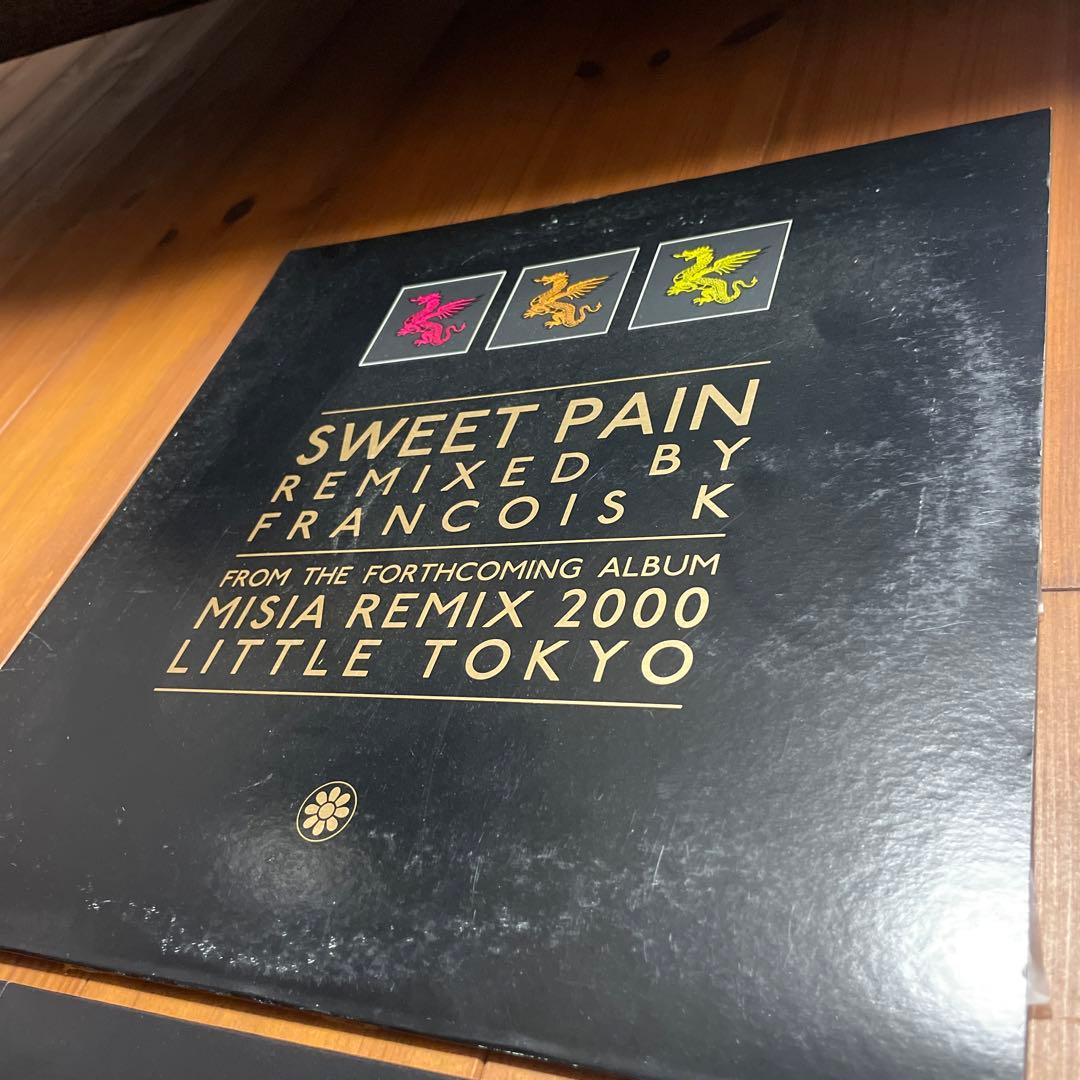 SWEET PAIN
REMIXED BY
FRANCOIS K
FROM THE FORTHCOMING ALBUM
MISIA REMIX 2000
LITTLE TOKYO